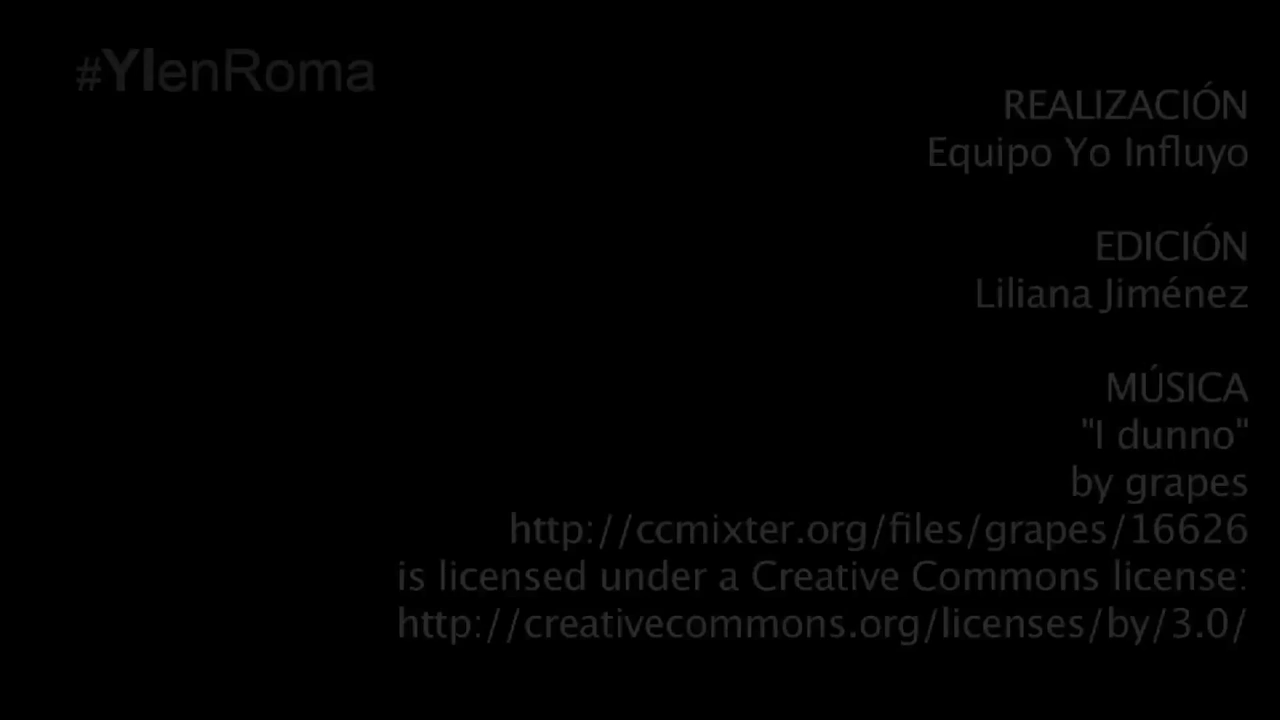 #YIenRoma
REALIZACIÓN
Equipo Yo Influyo
EDICIÓN
Liliana Jiménez
MÚSICA
"I dunno"
by grapes
http://ccmixter.org/files/grapes/16626
is licensed under a Creative Commons license:
http://creativecommons.org/licenses/by/3.0/